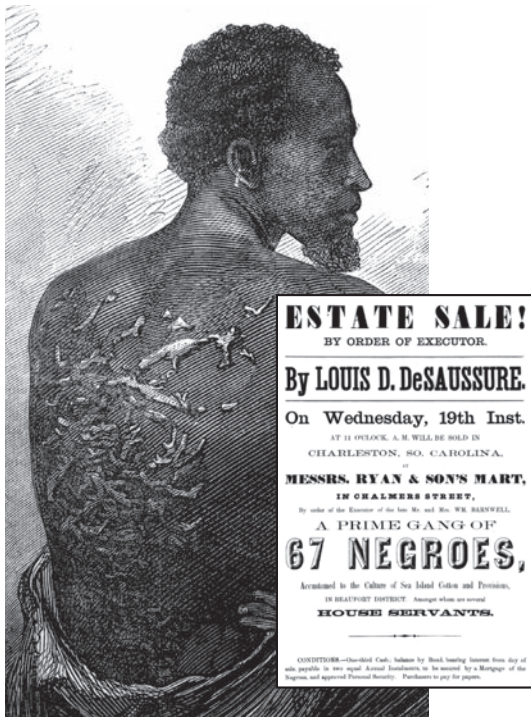 ESTATE SALE!
BY ORDER OF EXECUTOR.
By LOUIS D. DeSAUSSURE.
On Wednesday, 19th Inst.
AT 11 O'CLOCK, A. M. WILL BE SOLD IN
CHARLESTON, SO. CAROLINA,
AT
MESSRS. RYAN & SON'S MART,
IN CHALMERS STREET,
By order of the Executor of the late Mr. and Mrs. WM. BARNWELL,
A PRIME GANG OF
67 NEGROES,
Accustomed to the Culture of Sea Island Cotton and Provisions,
IN BEAUFORT DISTRICT. Amongst whom are several
HOUSE SERVANTS.
CONDITIONS.—One-third Cash; balance by Bond, bearing Interest from day of
sale, payable in two equal Annual Instalments, to be secured by a Mortgage of the
Negroes, and approved Personal Security. Purchasers to pay for papers.